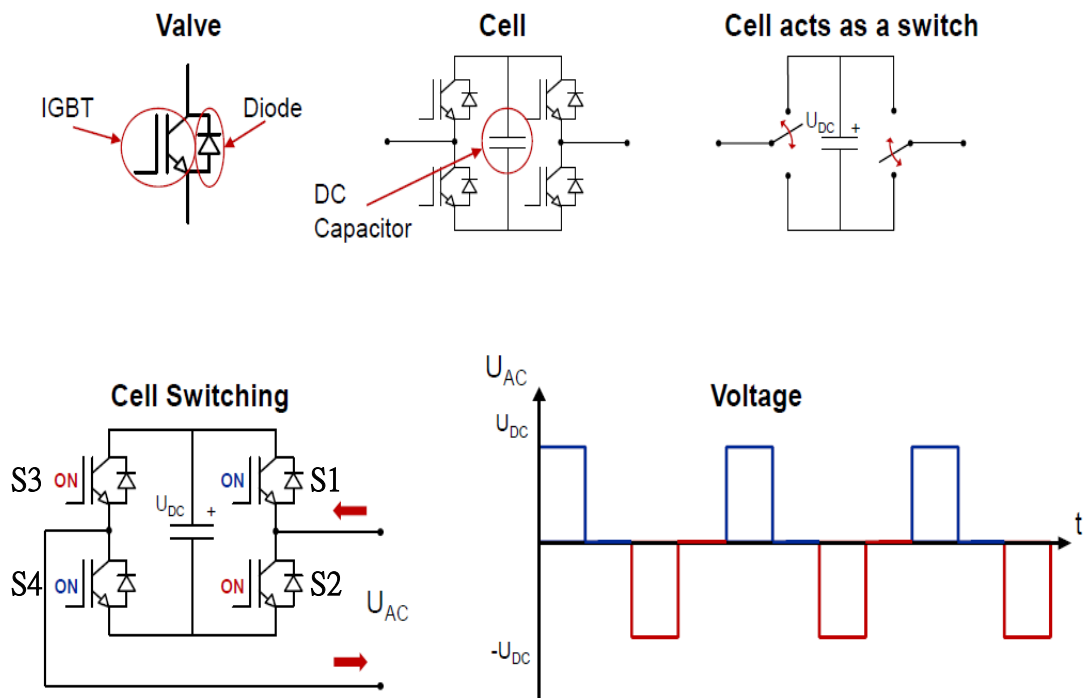 Valve
Cell
Cell acts as a switch
IGBT
Diode
DC
Capacitor
UDC
+
Cell Switching
S3
ON
UDC
+
ON
S1
S4
ON
ON
S2
UAC
UAC
Voltage
UDC
t
-UDC